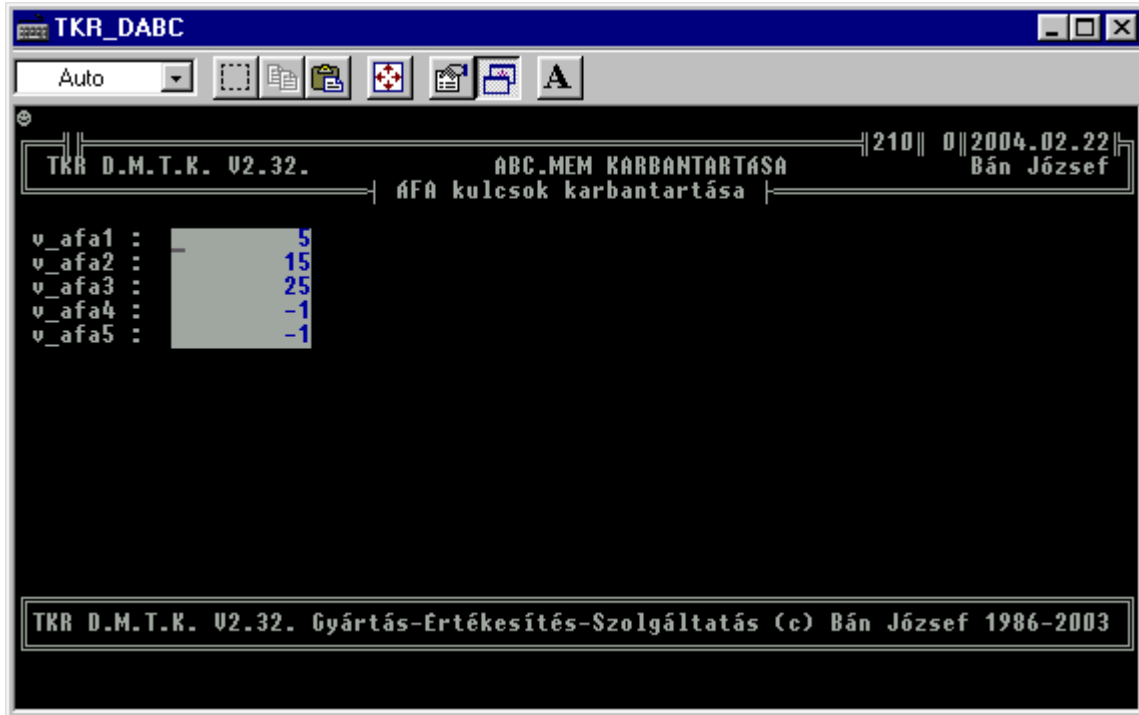 TKR_DABC
Auto
A
210 0 2004.02.22
TKR D.M.T.K. V2.32. ABC.MEM KARBANTARTáSA Bán József
áFA kulcsok karbantartása
v_afa1 : 5
v_afa2 : 15
v_afa3 : 25
v_afa4 : -1
v_afa5 : -1
TKR D.M.T.K. V2.32. Gyártás-Értékesítés-Szolgáltatás (c) Bán József 1986-2003